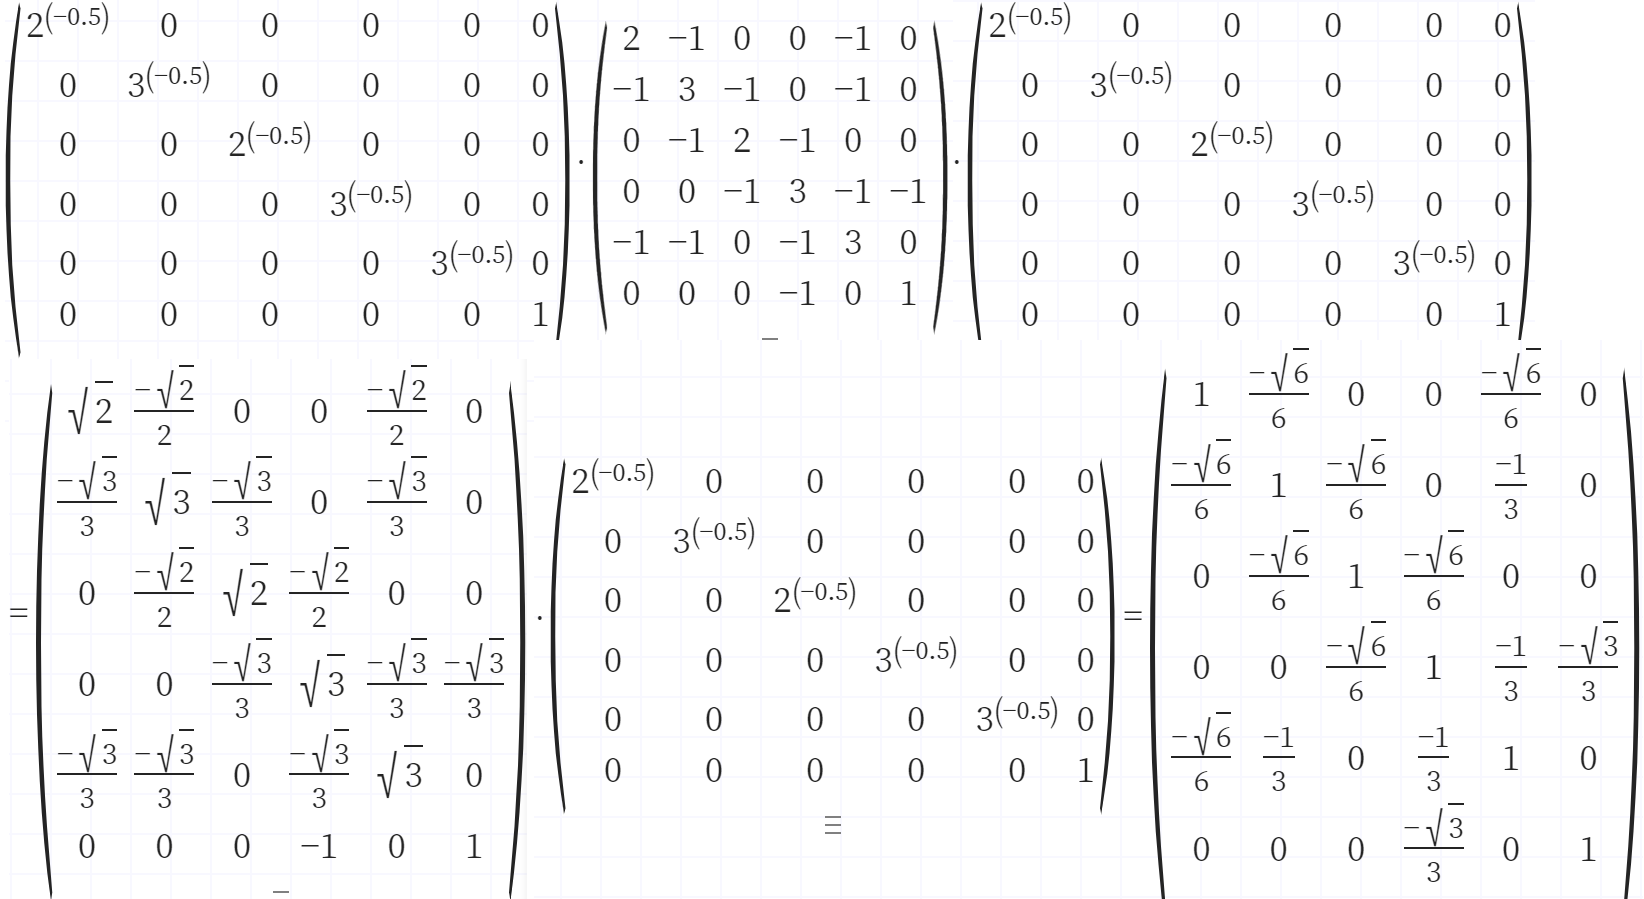 ( 2^(−0.5) 0 0 0 0 0 ) · ( 2 −1 0 0 −1 0 ) · ( 2^(−0.5) 0 0 0 0 0 )
( 0 3^(−0.5) 0 0 0 0 ) ( −1 3 −1 0 −1 0 ) ( 0 3^(−0.5) 0 0 0 0 )
( 0 0 2^(−0.5) 0 0 0 ) ( 0 −1 2 −1 0 0 ) ( 0 0 2^(−0.5) 0 0 0 )
( 0 0 0 3^(−0.5) 0 0 ) ( 0 0 −1 3 −1 −1 ) ( 0 0 0 3^(−0.5) 0 0 )
( 0 0 0 0 3^(−0.5) 0 ) ( −1 −1 0 −1 3 0 ) ( 0 0 0 0 3^(−0.5) 0 )
( 0 0 0 0 0 1 ) ( 0 0 0 −1 0 1 ) ( 0 0 0 0 0 1 )
= ( √2 −√2/2 0 0 −√2/2 0 ) · ( 2^(−0.5) 0 0 0 0 0 ) = ( 1 −√6/6 0 0 −√6/6 0 )
( −√3/3 √3 −√3/3 0 −√3/3 0 ) ( 0 3^(−0.5) 0 0 0 0 ) ( −√6/6 1 −√6/6 0 −1/3 0 )
( 0 −√2/2 √2 −√2/2 0 0 ) ( 0 0 2^(−0.5) 0 0 0 ) ( 0 −√6/6 1 −√6/6 0 0 )
( 0 0 −√3/3 √3 −√3/3 −√3/3 ) ( 0 0 0 3^(−0.5) 0 0 ) ( 0 0 −√6/6 1 −1/3 −√3/3 )
( −√3/3 −√3/3 0 −√3/3 √3 0 ) ( 0 0 0 0 3^(−0.5) 0 ) ( −√6/6 −1/3 0 −1/3 1 0 )
( 0 0 0 −1 0 1 ) ( 0 0 0 0 0 1 ) ( 0 0 0 −√3/3 0 1 )